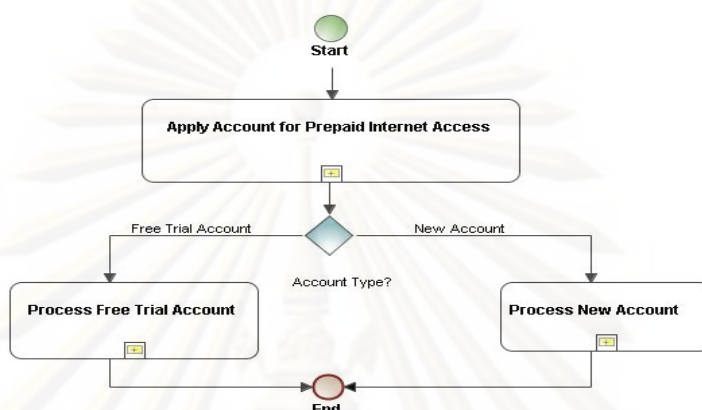 Start
Apply Account for Prepaid Internet Access
Free Trial Account
New Account
Account Type?
Process Free Trial Account
Process New Account
End